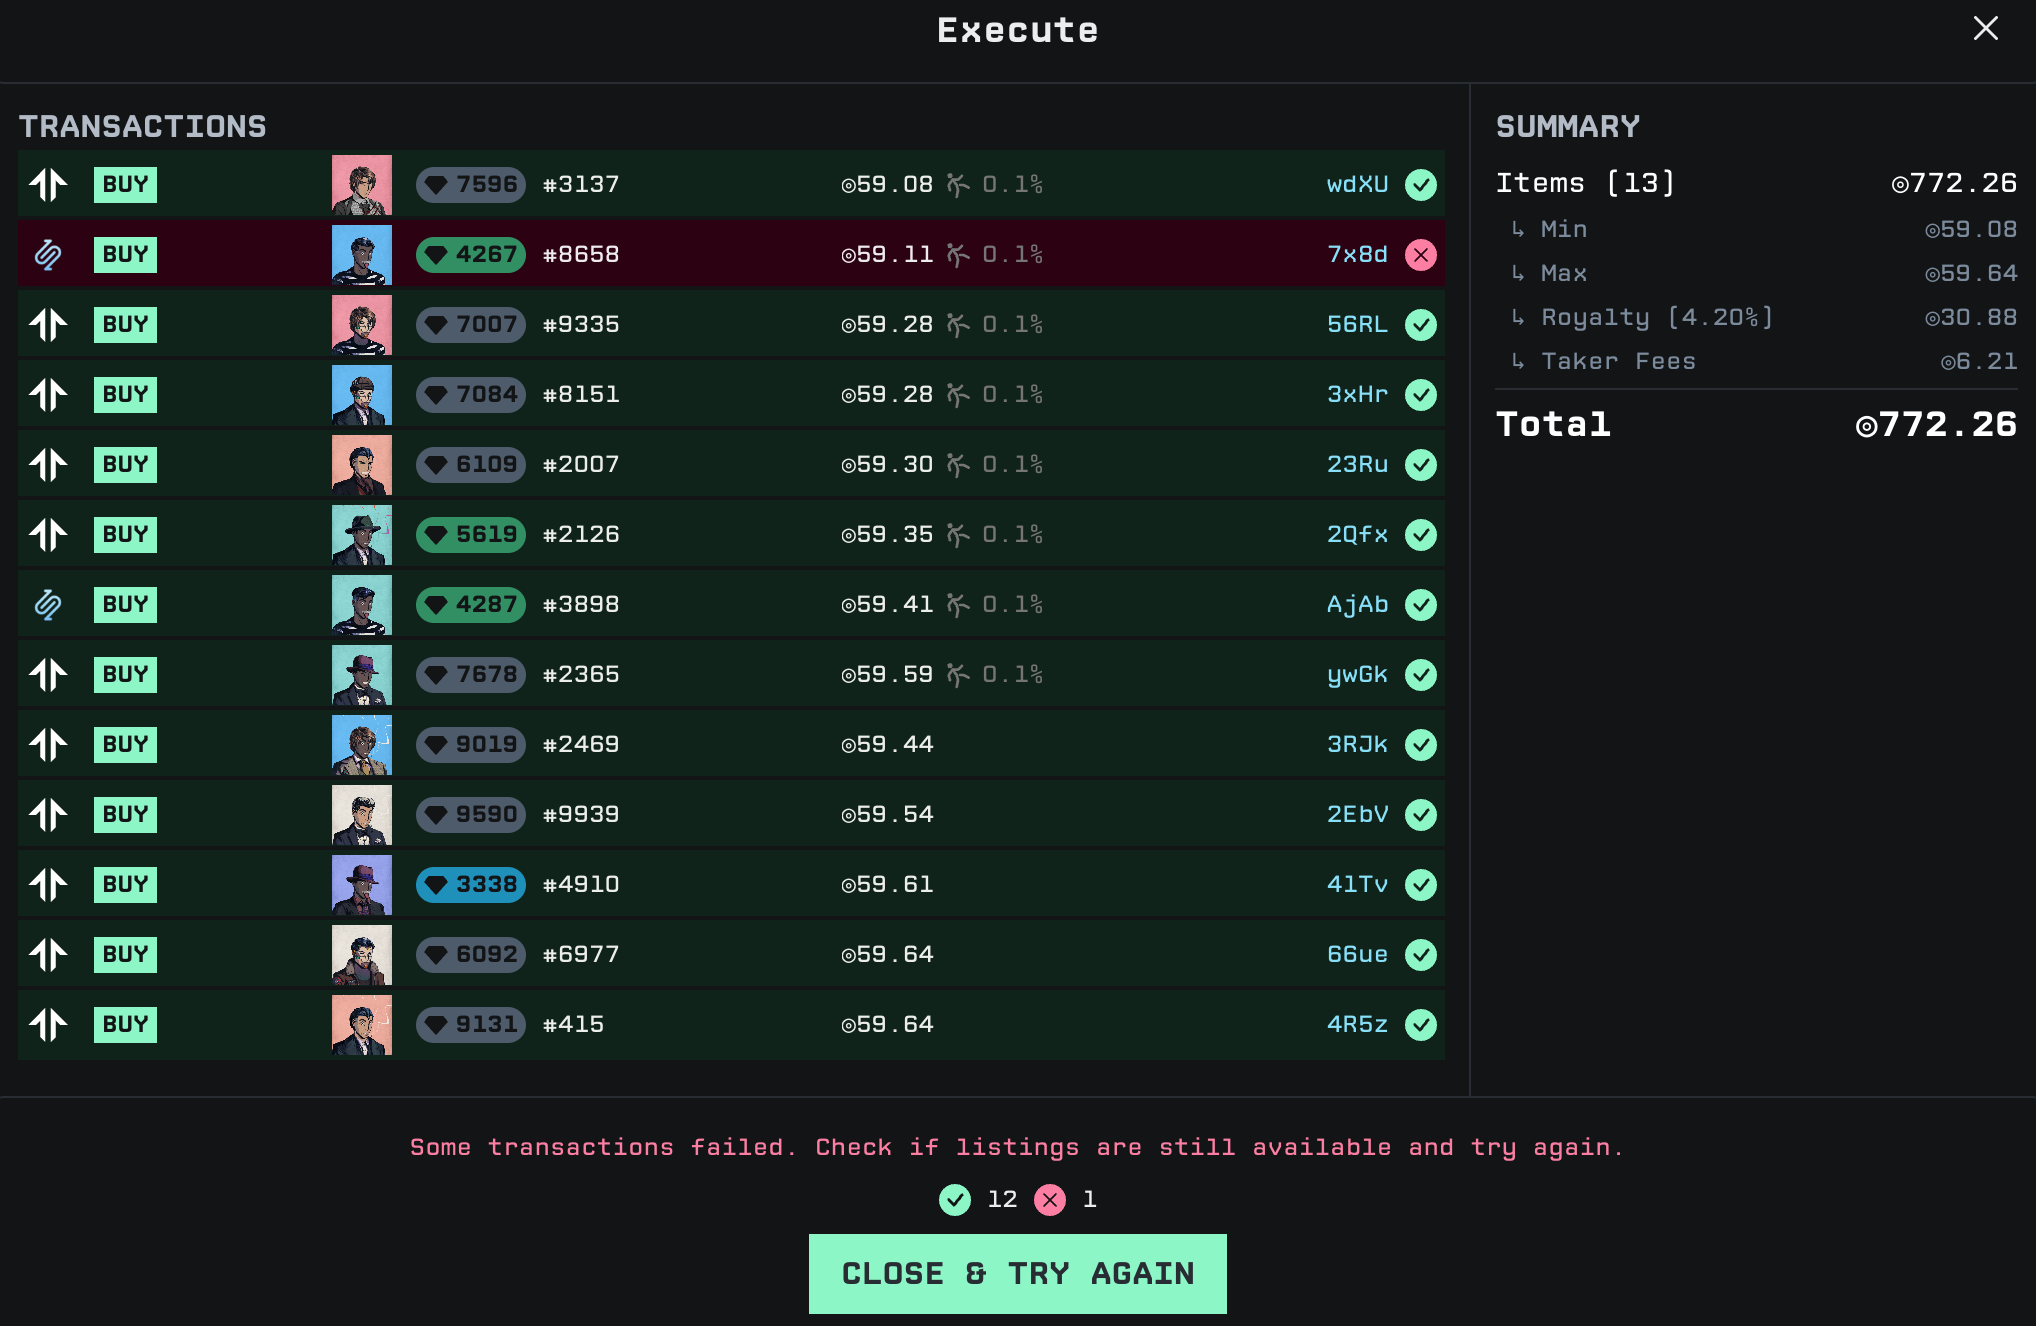 Execute
TRANSACTIONS
BUY 7596 #3137 ◎59.08 0.1% wdXU
BUY 4267 #8658 ◎59.11 0.1% 7x8d
BUY 7007 #9335 ◎59.28 0.1% 56RL
BUY 7084 #8151 ◎59.28 0.1% 3xHr
BUY 6109 #2007 ◎59.30 0.1% 23Ru
BUY 5619 #2126 ◎59.35 0.1% 2Qfx
BUY 4287 #3898 ◎59.41 0.1% AjAb
BUY 7678 #2365 ◎59.59 0.1% ywGk
BUY 9019 #2469 ◎59.44 3RJk
BUY 9590 #9939 ◎59.54 2EbV
BUY 3338 #4910 ◎59.61 41Tv
BUY 6092 #6977 ◎59.64 66ue
BUY 9131 #415 ◎59.64 4R5z
SUMMARY
Items (13) ◎772.26
↳ Min ◎59.08
↳ Max ◎59.64
↳ Royalty (4.20%) ◎30.88
↳ Taker Fees ◎6.21
Total ◎772.26
Some transactions failed. Check if listings are still available and try again.
12 1
CLOSE & TRY AGAIN